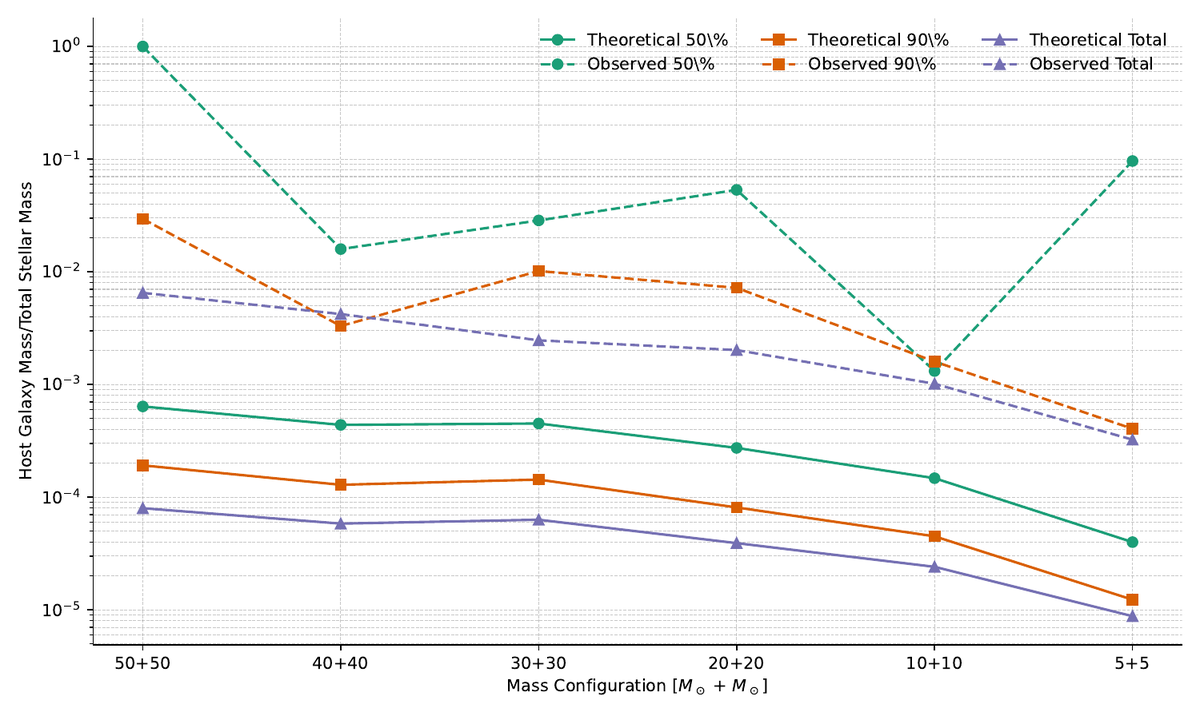 Theoretical 50\% Theoretical 90\% Theoretical Total
Observed 50\% Observed 90\% Observed Total
Host Galaxy Mass/Total Stellar Mass
10⁰
10⁻¹
10⁻²
10⁻³
10⁻⁴
10⁻⁵
50+50 40+40 30+30 20+20 10+10 5+5
Mass Configuration [M⊙ + M⊙]